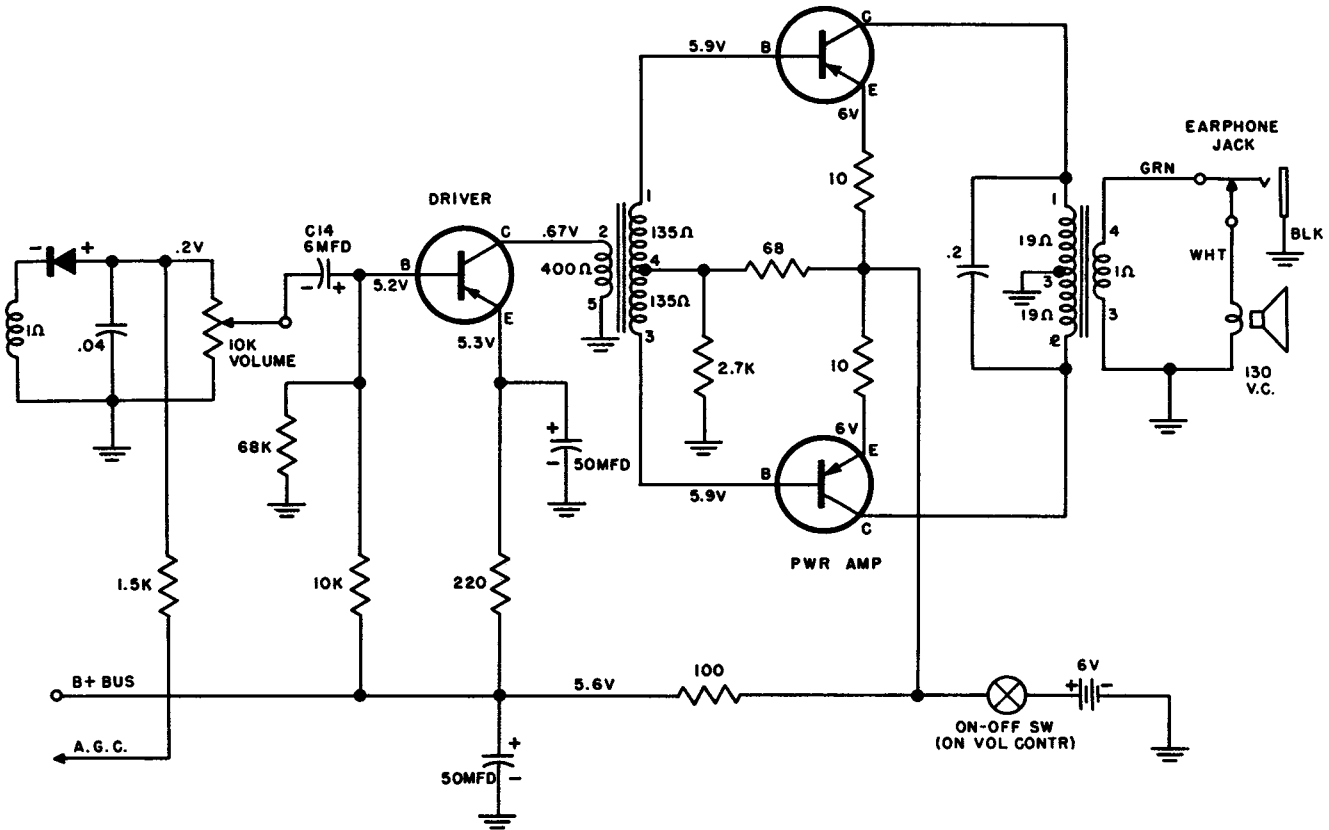 C
5.9V
B
E
6V
EARPHONE
JACK
GRN
10
DRIVER
1
1
C14
6MFD
C
.67V
2
135Ω
68
.2
19Ω
4
BLK
- +
.2V
B
400Ω
4
3
1Ω
WHT
- +
5.2V
5
135Ω
19Ω
1Ω
E
3
2
3
.04
10K
VOLUME
5.3V
2.7K
10
130
V.C.
68K
+
-
50MFD
6V
E
B
5.9V
C
PWR AMP
1.5K
10K
220
B+ BUS
5.6V
100
6V
+ -
ON-OFF SW
(ON VOL CONTR)
A.G.C.
+
50MFD -